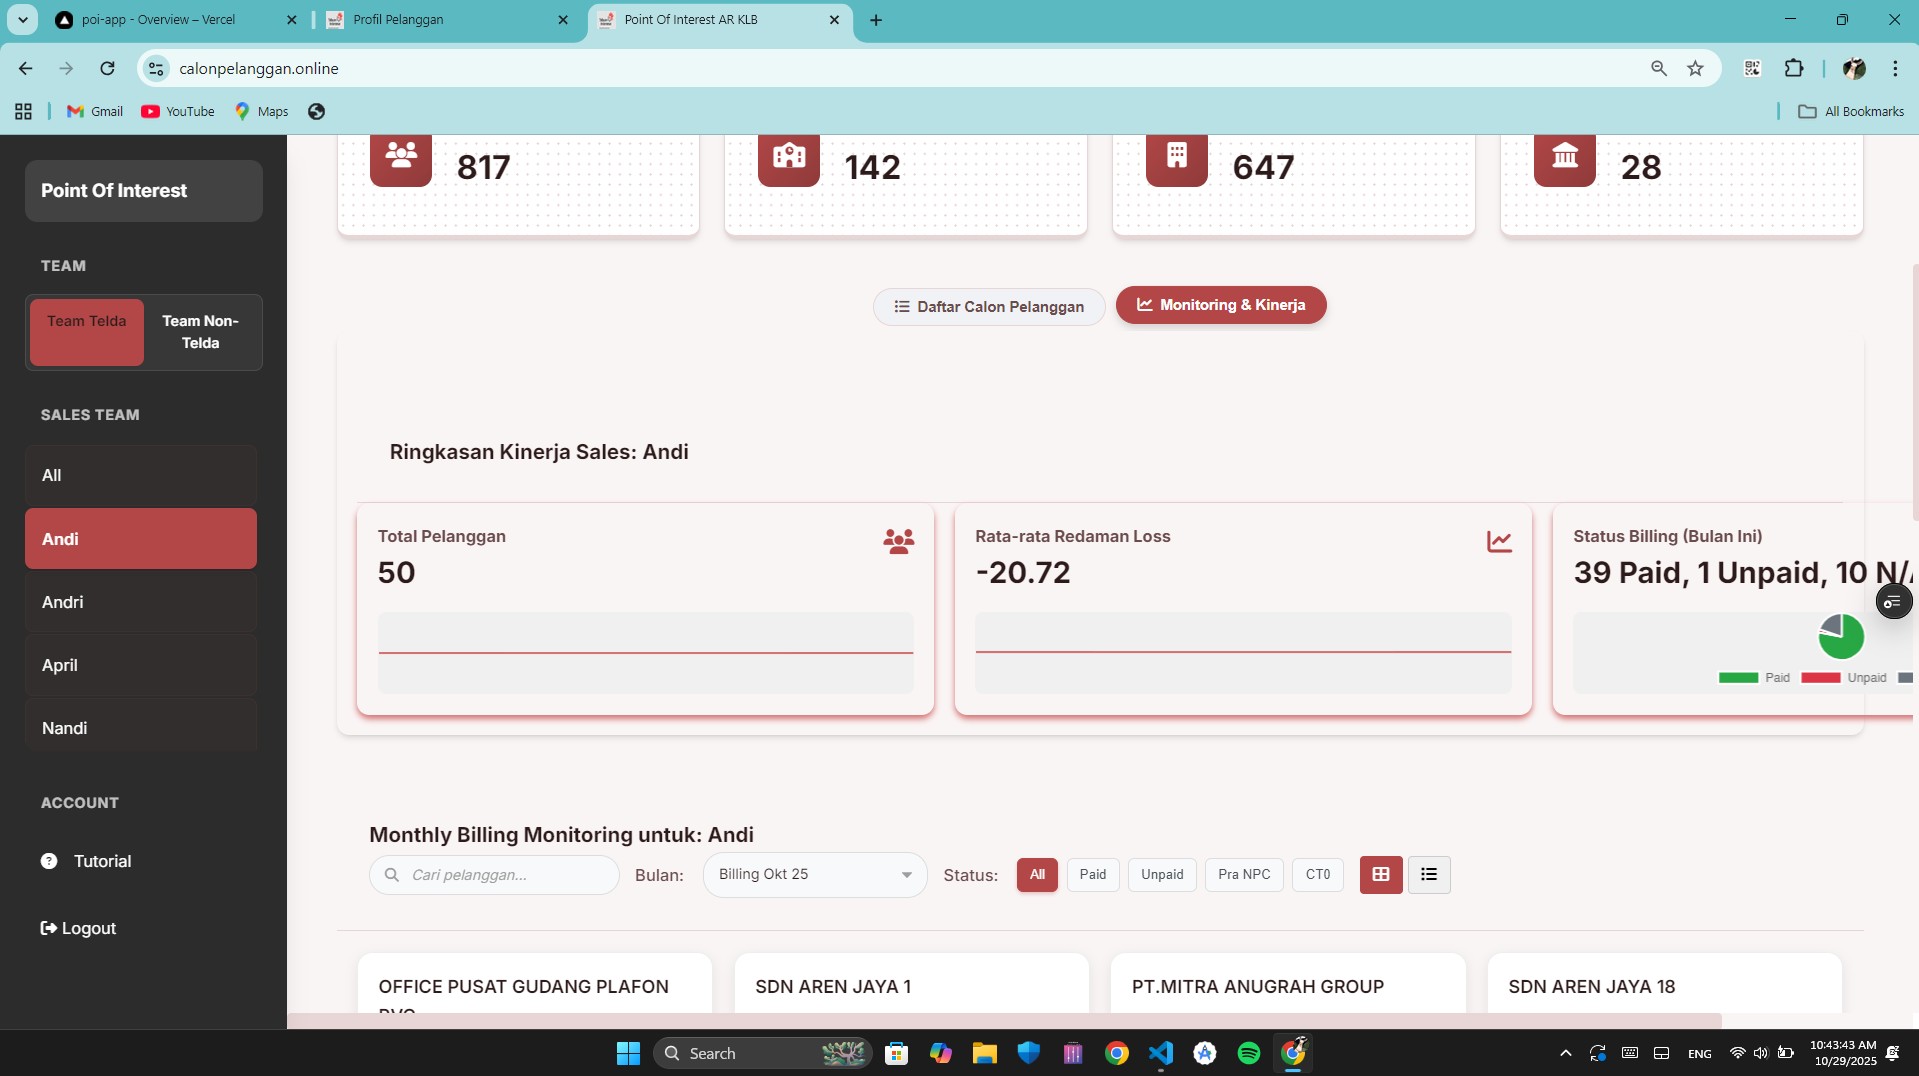 poi-app - Overview – Vercel
Profil Pelanggan
Point Of Interest AR KLB
calonpelanggan.online
Gmail
YouTube
Maps
All Bookmarks
Point Of Interest
TEAM
Team Telda
Team Non-
Telda
SALES TEAM
All
Andi
Andri
April
Nandi
ACCOUNT
Tutorial
Logout
817
142
647
28
Daftar Calon Pelanggan
Monitoring & Kinerja
Ringkasan Kinerja Sales: Andi
Total Pelanggan
50
Rata-rata Redaman Loss
-20.72
Status Billing (Bulan Ini)
39 Paid, 1 Unpaid, 10 N/
Paid
Unpaid
Monthly Billing Monitoring untuk: Andi
Cari pelanggan...
Bulan:
Billing Okt 25
Status:
All
Paid
Unpaid
Pra NPC
CT0
OFFICE PUSAT GUDANG PLAFON
PVC
SDN AREN JAYA 1
PT.MITRA ANUGRAH GROUP
SDN AREN JAYA 18
Search
ENG
10:43:43 AM
10/29/2025